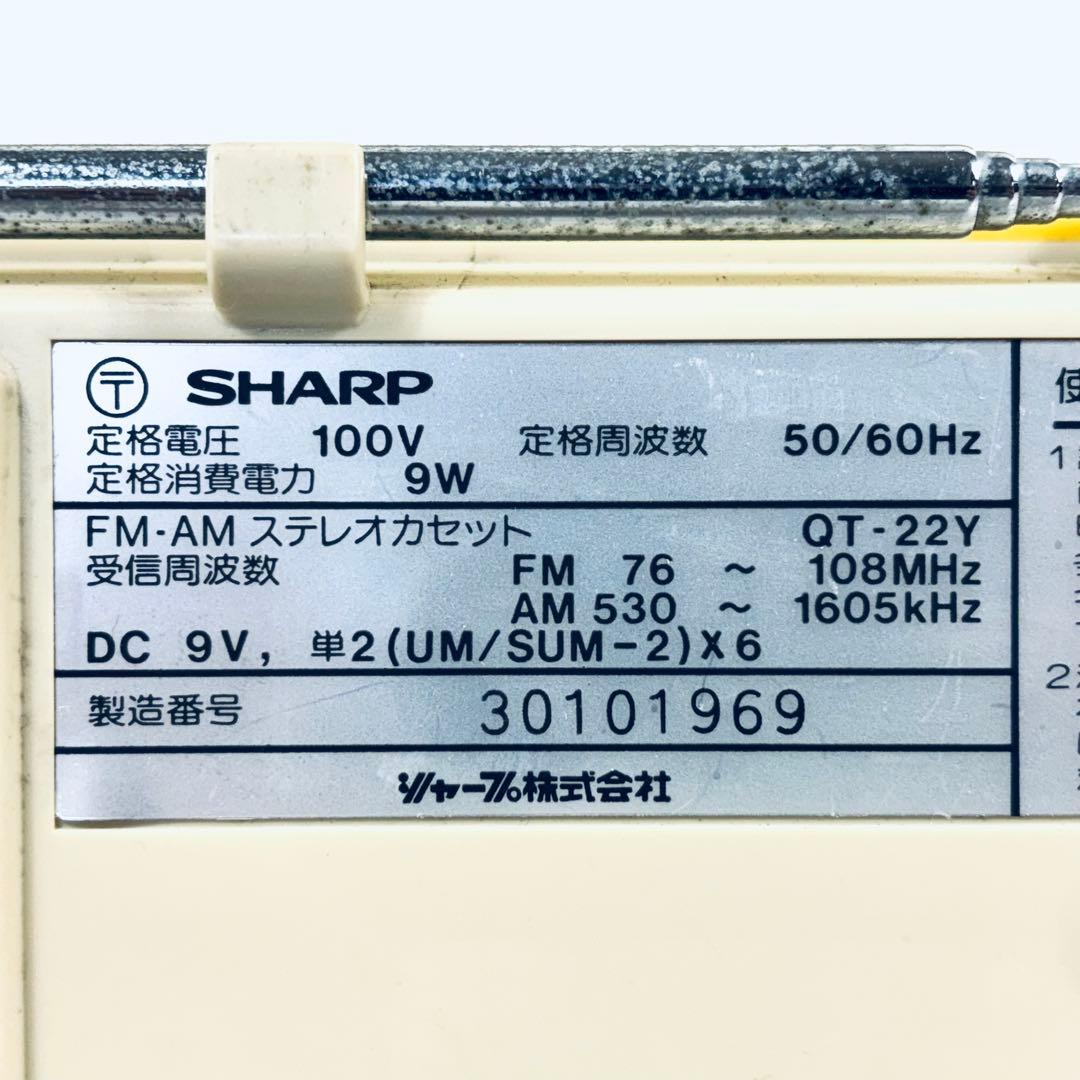 〒 SHARP
定格電圧 100V 定格周波数 50/60Hz
定格消費電力 9W
FM-AM ステレオカセット QT-22Y
受信周波数 FM 76 ~ 108MHz
AM 530 ~ 1605kHz
DC 9V, 単2(UM/SUM-2)X6
製造番号 30101969
シャープ株式会社
使
1
2